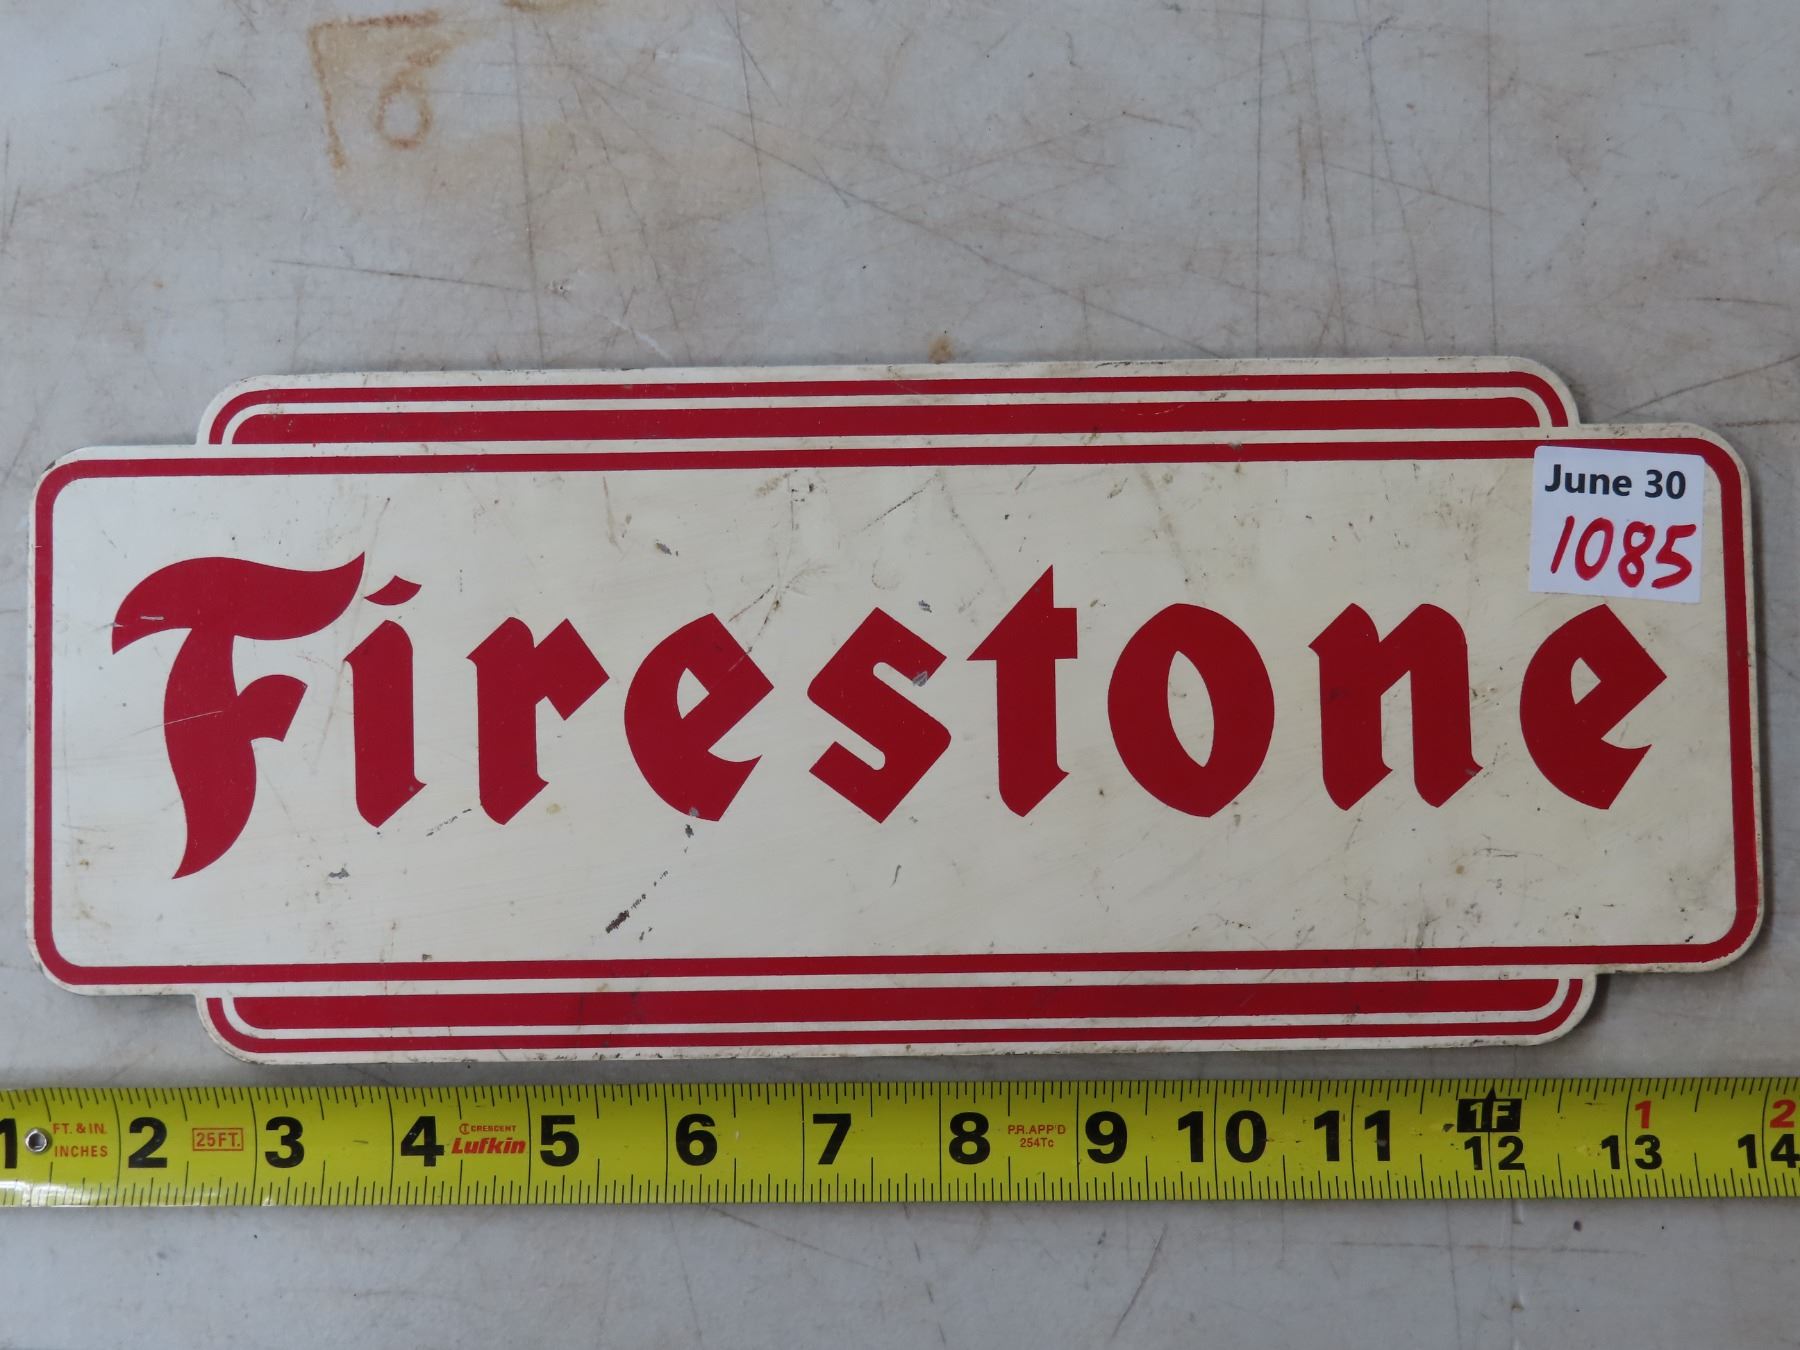 June 30
1085
Firestone
1 FT. & IN. INCHES 2 25FT. 3 4 CRESCENT Lufkin 5 6 7 8 P.R. APP'D 254Tc 9 10 11 1F 12 1 13 2 14